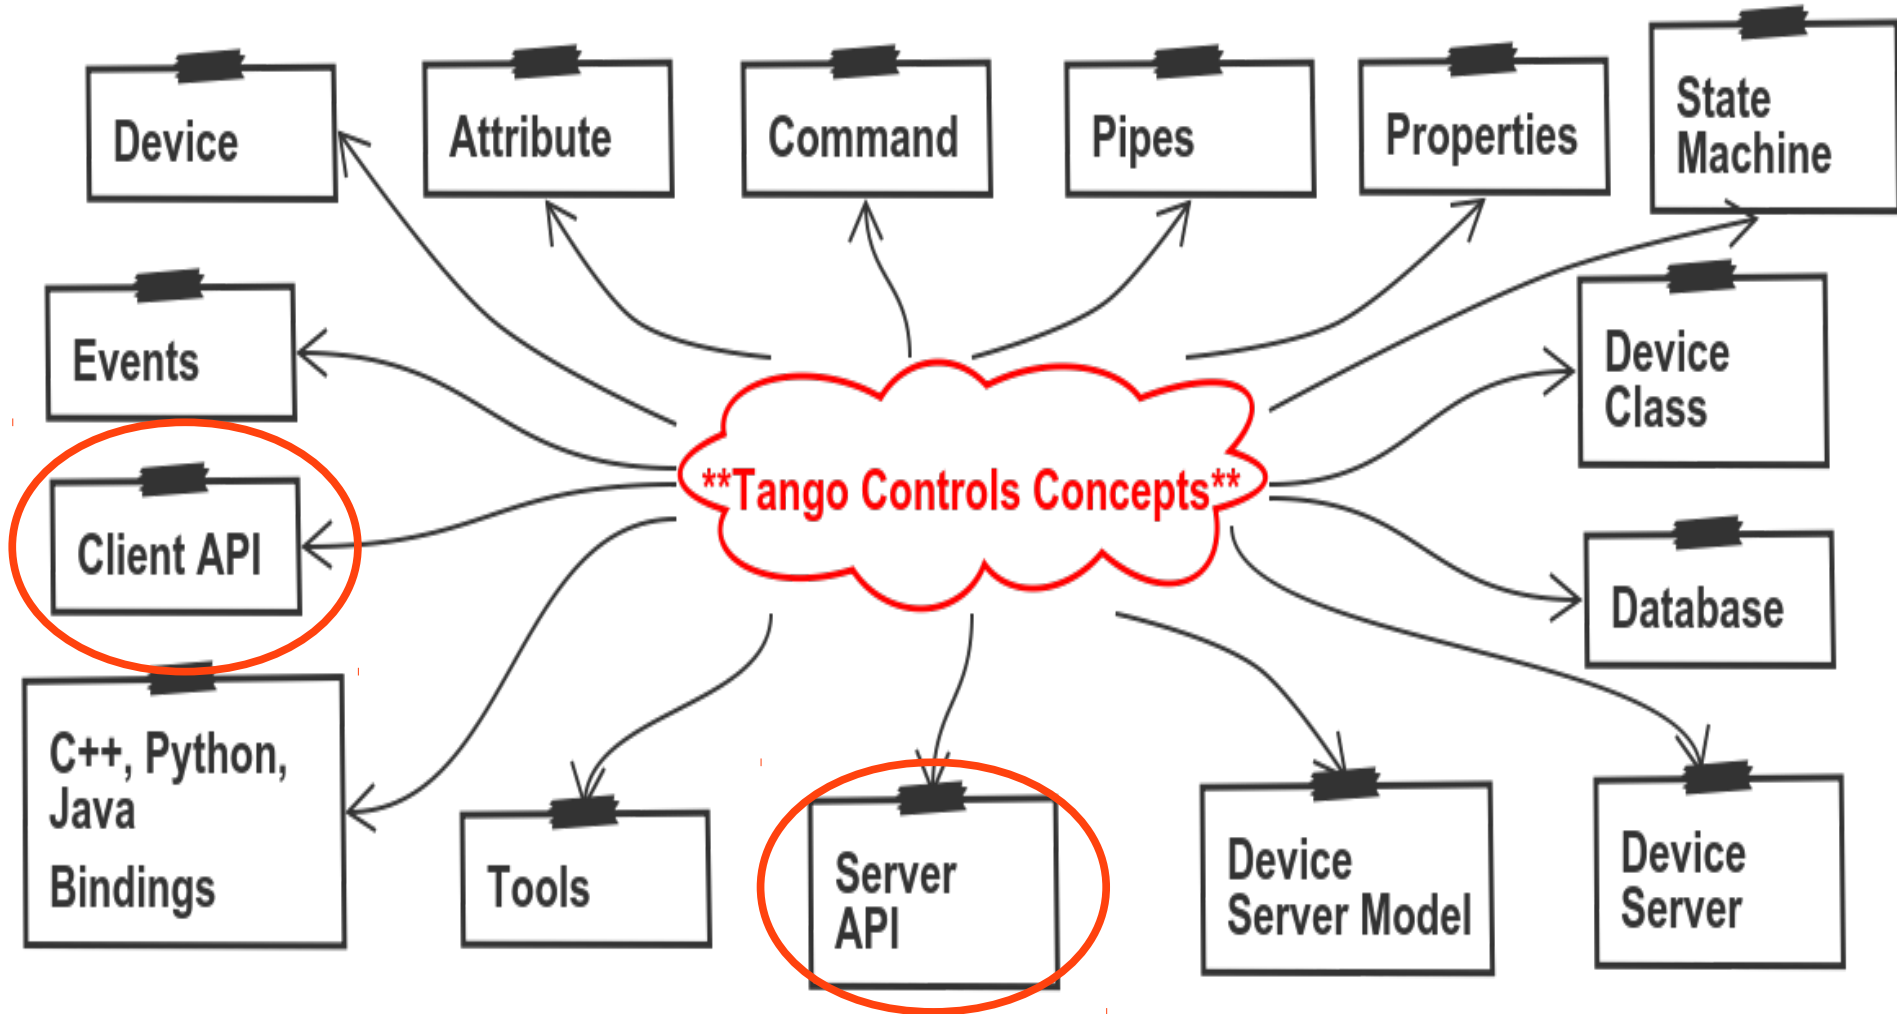 Device
Attribute
Command
Pipes
Properties
State
Machine
Events
Device
Class
**Tango Controls Concepts**
Client API
Database
C++, Python,
Java
Bindings
Tools
Server
API
Device
Server Model
Device
Server